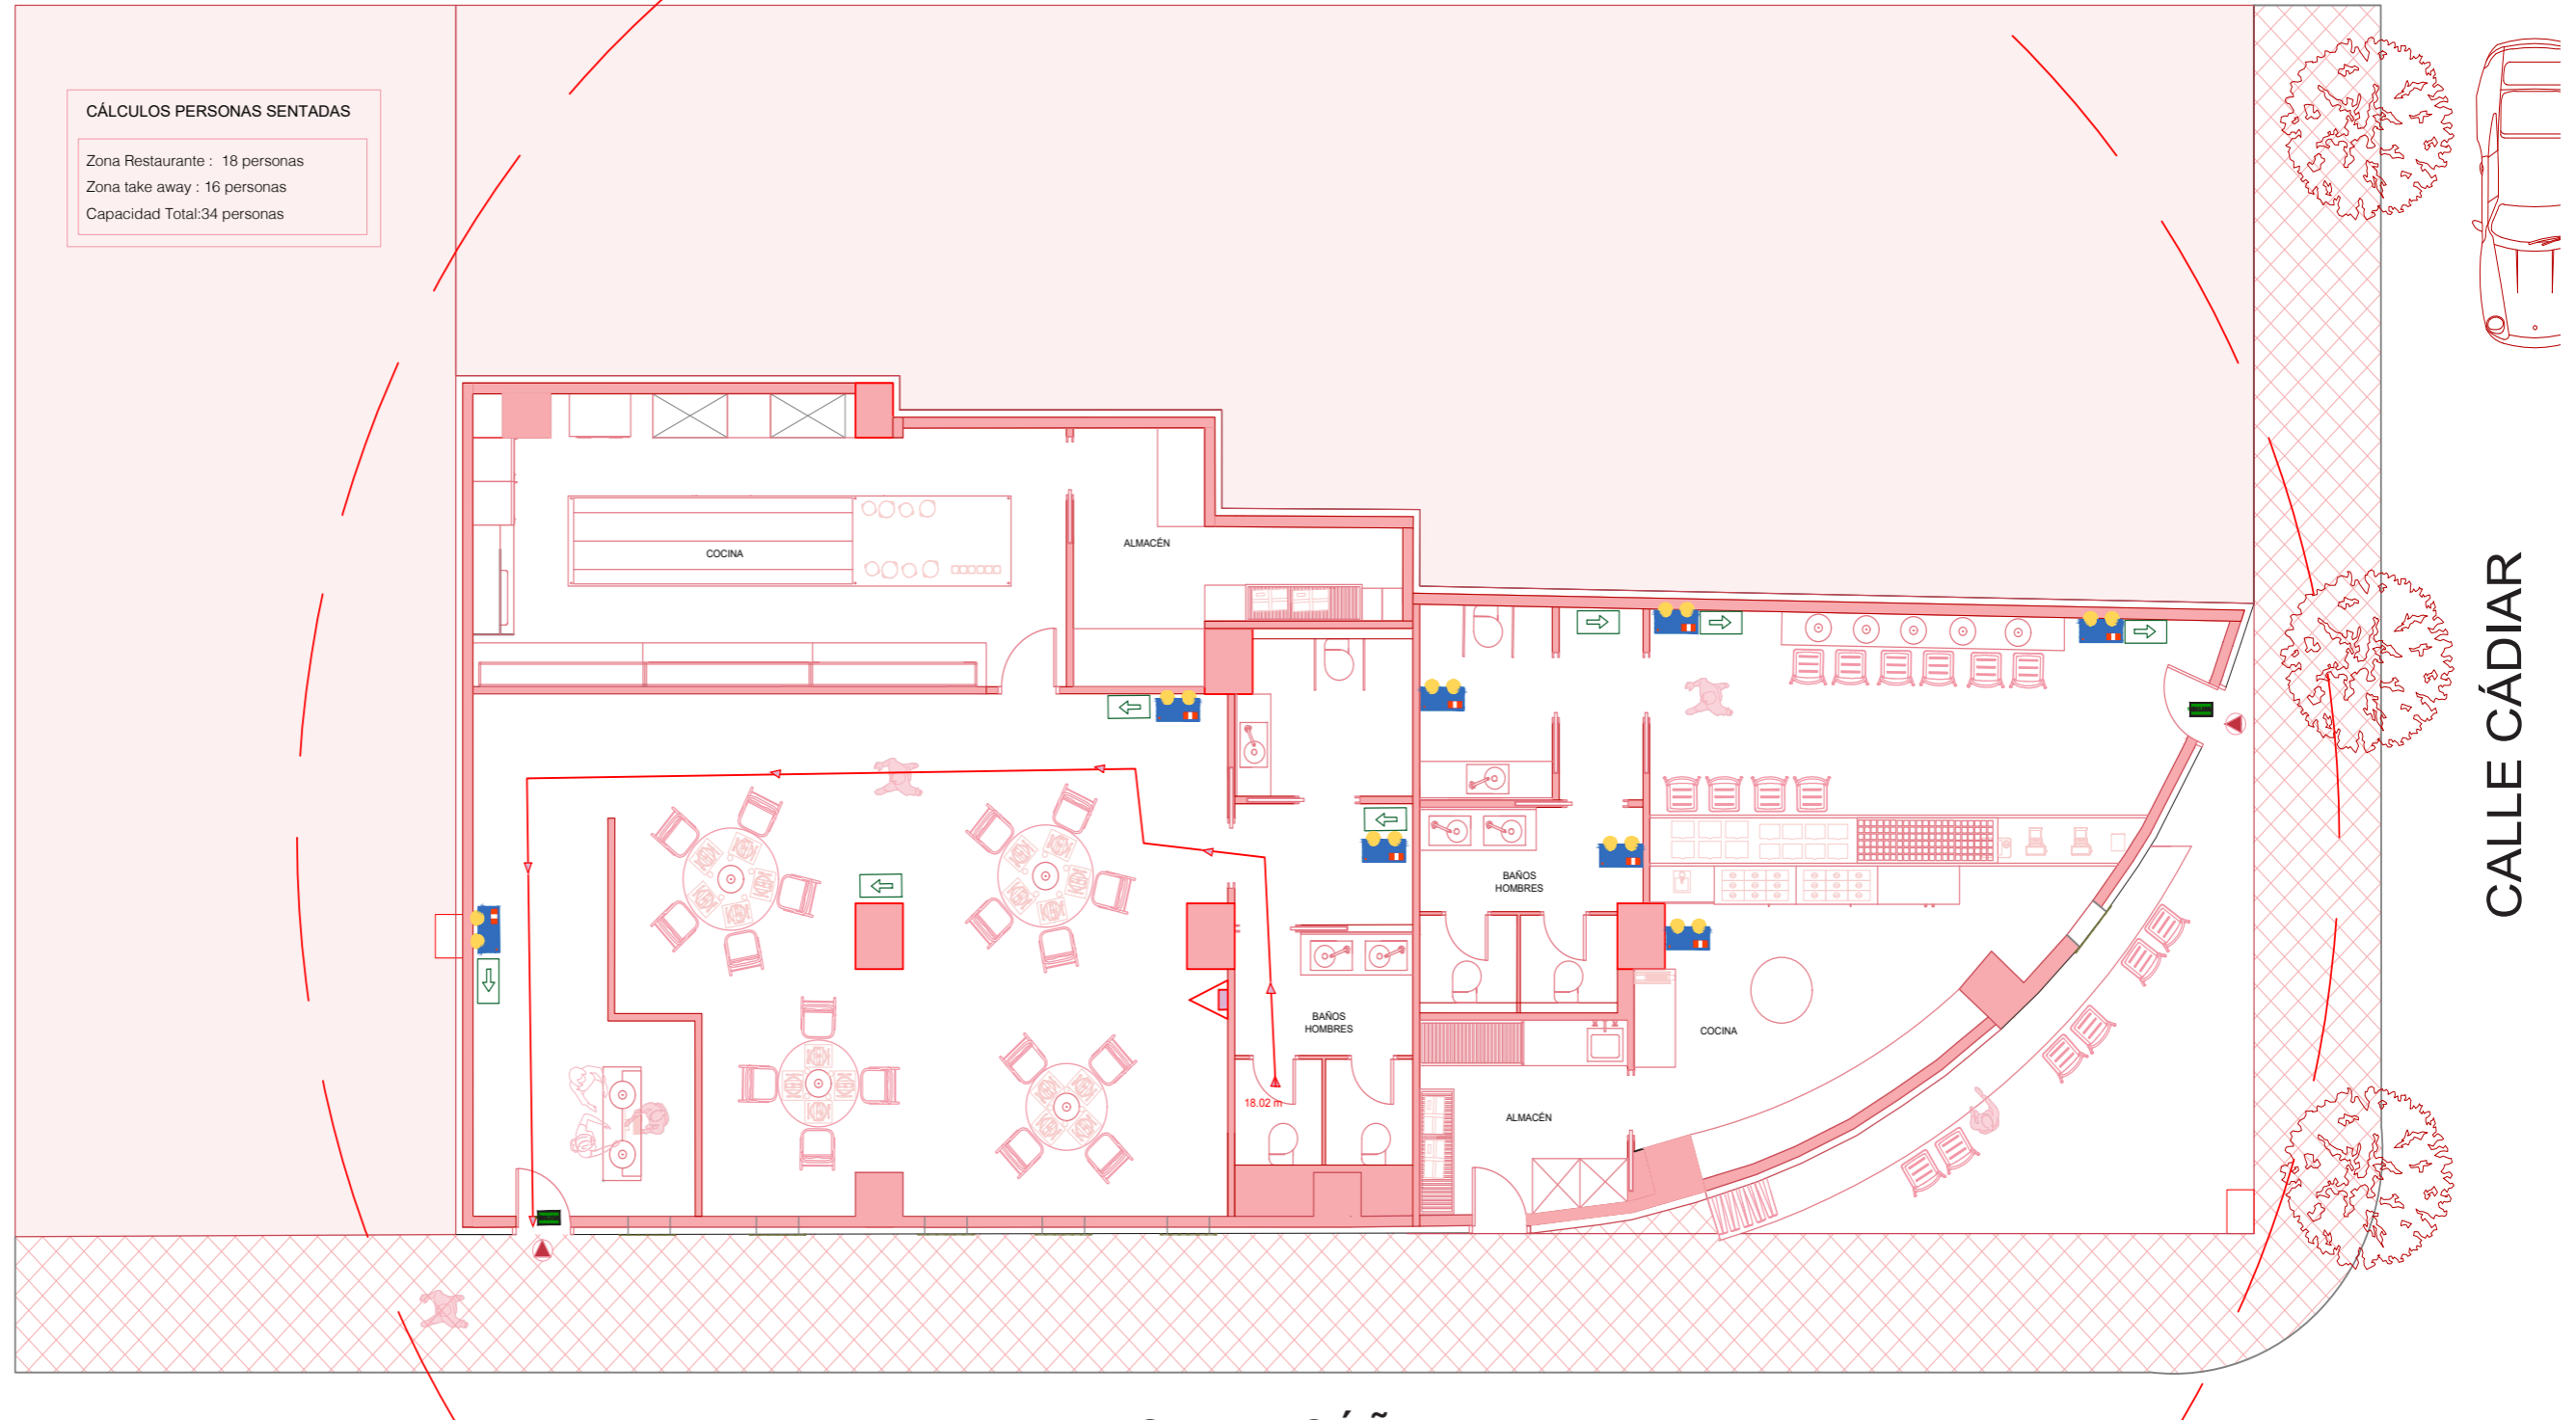 CÁLCULOS PERSONAS SENTADAS
Zona Restaurante : 18 personas
Zona take away : 16 personas
Capacidad Total:34 personas
COCINA
ALMACÉN
BAÑOS
HOMBRES
BAÑOS
HOMBRES
COCINA
18.02 m
ALMACÉN
CALLE CÁDIAR